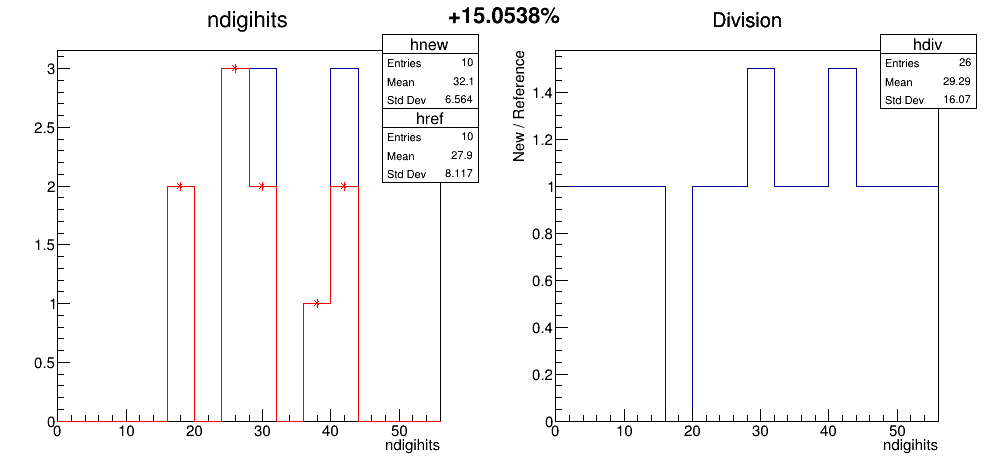 +15.0538%
ndigihits
hnew
Entries 10
Mean 32.1
Std Dev 6.564
href
Entries 10
Mean 27.9
Std Dev 8.117
3
2.5
2
1.5
1
0.5
0
0 10 20 30 40 50
ndigihits
Division
hdiv
Entries 26
Mean 29.29
Std Dev 16.07
New / Reference
1.4
1.2
1
0.8
0.6
0.4
0.2
0
0 10 20 30 40 50
ndigihits